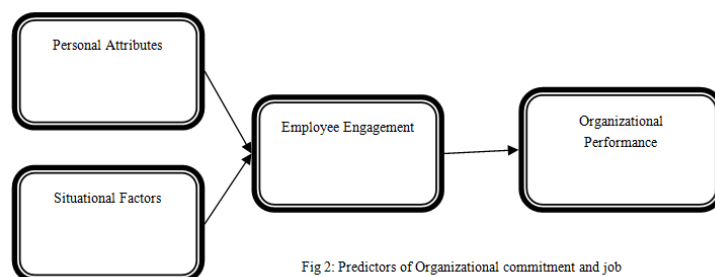 Personal Attributes
Situational Factors
Employee Engagement
Organizational
Performance
Fig 2: Predictors of Organizational commitment and job